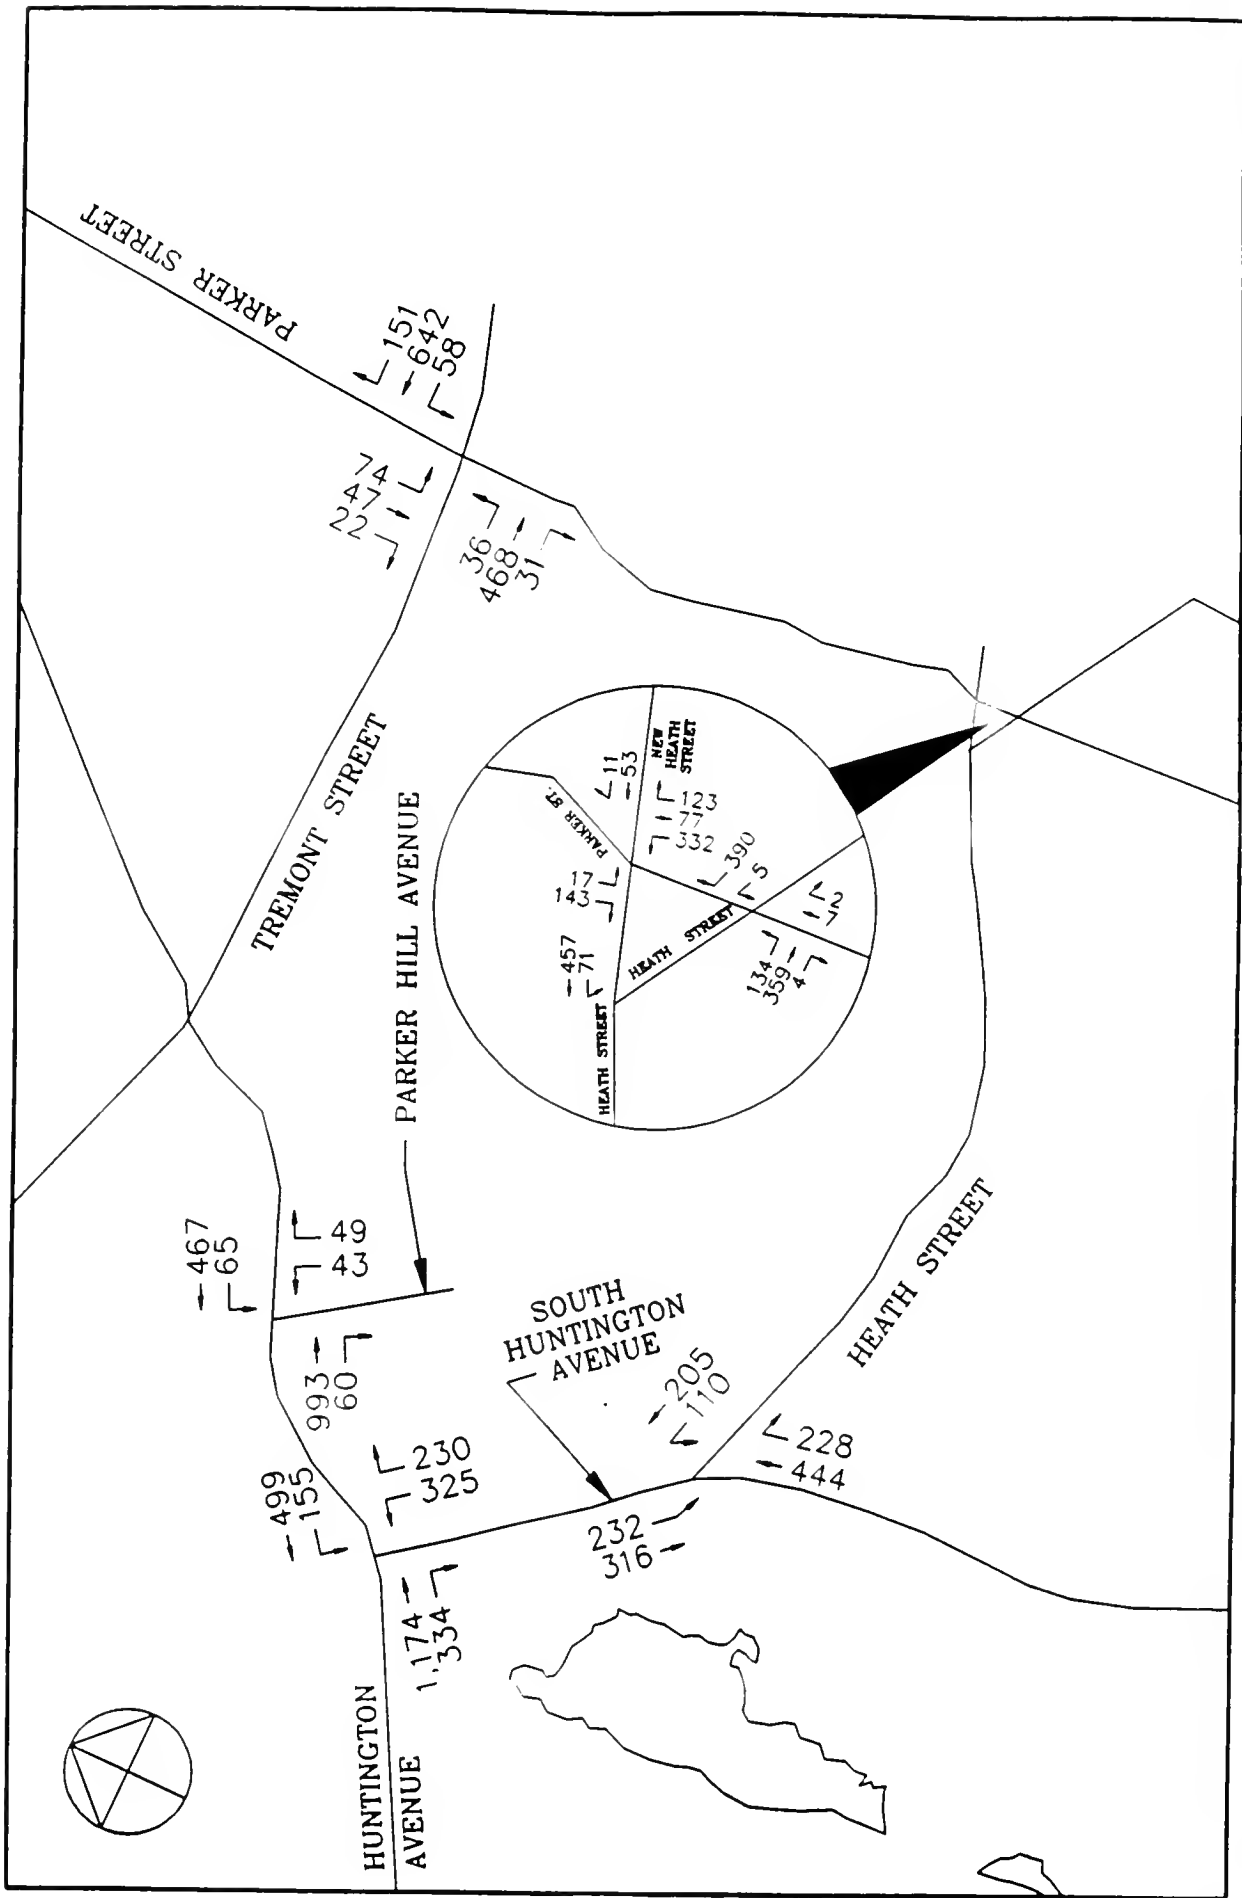 PARKER STREET
151
642
58
74
47
22
36
468
31
TREMONT STREET
PARKER HILL AVENUE
11
53
NEW
HEATH
STREET
123
77
332
PARKER ST.
17
143
390
5
HEATH STREET
2
7
457
71
134
359
4
HEATH STREET
467
65
49
43
993
60
SOUTH
HUNTINGTON
AVENUE
HEATH STREET
205
110
230
325
499
155
228
444
232
316
1,174
334
HUNTINGTON
AVENUE